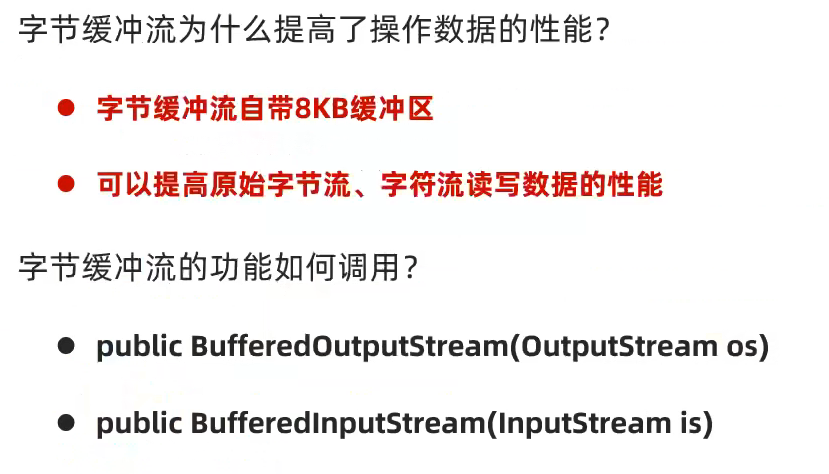 字节缓冲流为什么提高了操作数据的性能？
● 字节缓冲流自带8KB缓冲区
● 可以提高原始字节流、字符流读写数据的性能
字节缓冲流的功能如何调用？
● public BufferedOutputStream(OutputStream os)
● public BufferedInputStream(InputStream is)